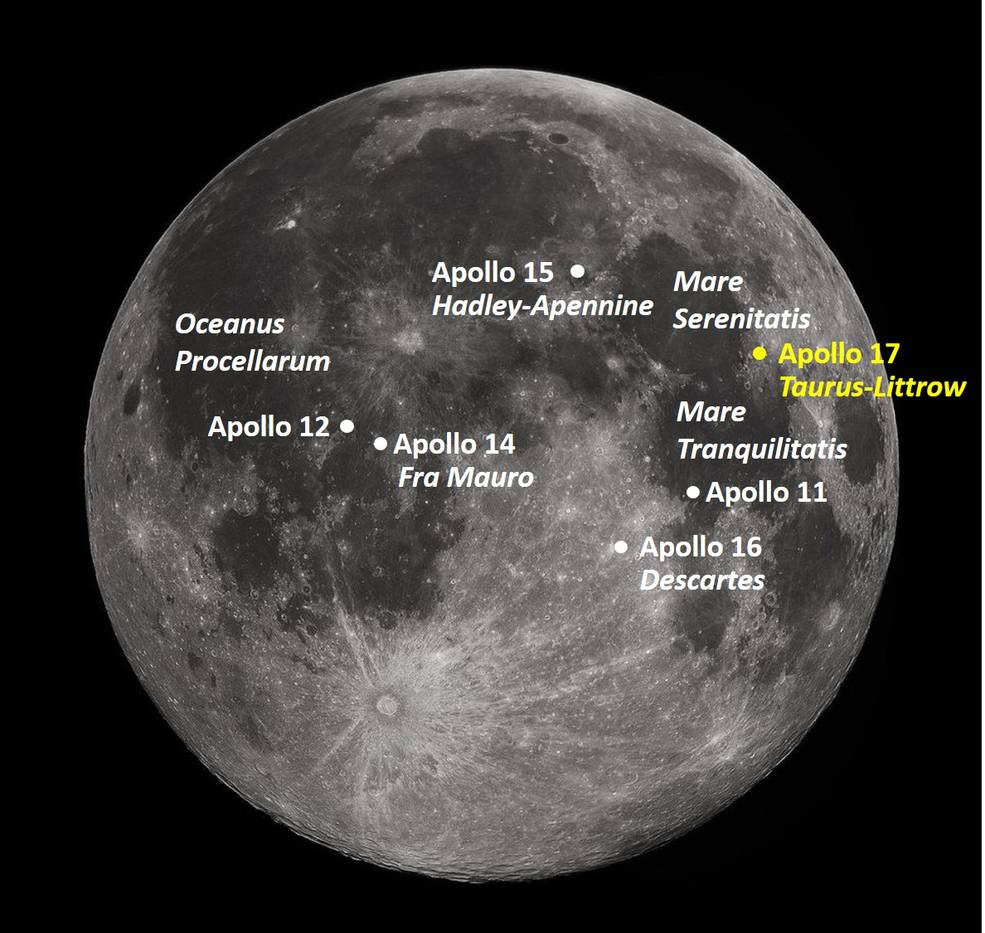 Apollo 15
Hadley-Apennine
Mare
Serenitatis
Oceanus
Procellarum
Apollo 17
Taurus-Littrow
Mare
Tranquilitatis
Apollo 12
Apollo 14
Fra Mauro
Apollo 11
Apollo 16
Descartes